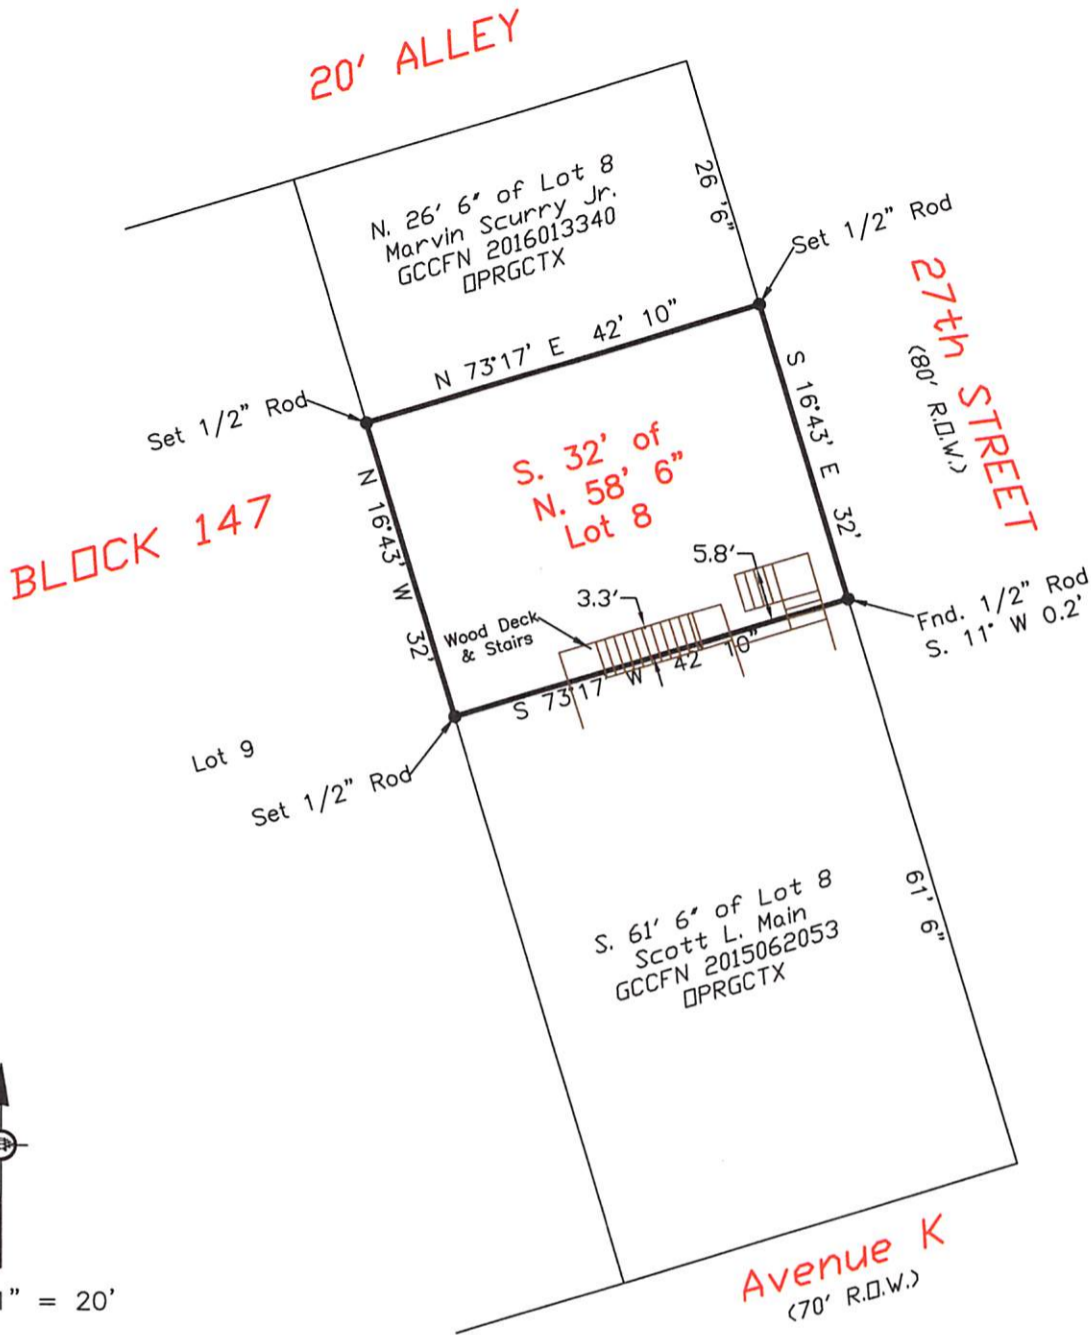 20' ALLEY
N. 26' 6" of Lot 8
Marvin Scurry Jr.
GCCFN 2016013340
OPRGCTX
26 '6"
Set 1/2" Rod
27th STREET
(80' R.O.W.)
N 73°17' E 42' 10"
Set 1/2" Rod
S 16°43' E 32'
S. 32' of
N. 58' 6"
Lot 8
BLOCK 147
N 16°43' W 32'
5.8'
3.3'
Wood Deck
& Stairs
Fnd. 1/2" Rod
S. 11° W 0.2'
S 73°17' W 42' 10"
Lot 9
Set 1/2" Rod
S. 61' 6" of Lot 8
Scott L. Main
GCCFN 2015062053
OPRGCTX
61' 6"
Avenue K
(70' R.O.W.)
1" = 20'